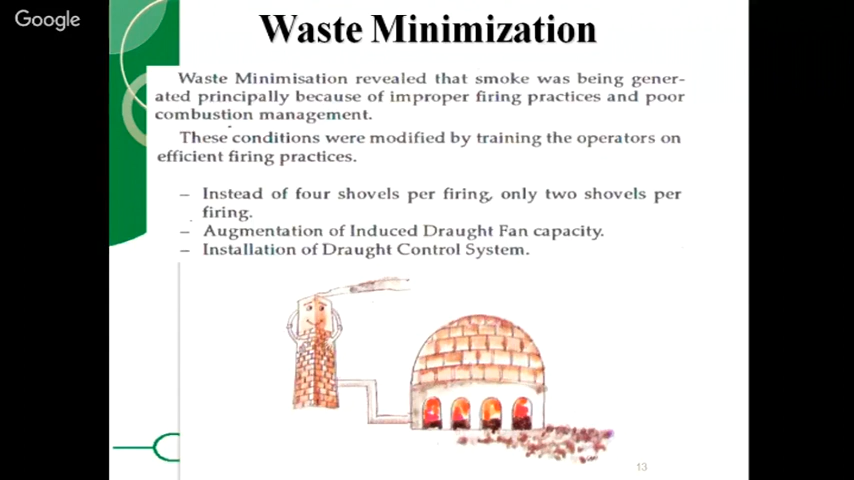 Google
Waste Minimization
Waste Minimisation revealed that smoke was being gener-
ated principally because of improper firing practices and poor
combustion management.
These conditions were modified by training the operators on
efficient firing practices.
– Instead of four shovels per firing, only two shovels per
firing.
– Augmentation of Induced Draught Fan capacity.
– Installation of Draught Control System.
13